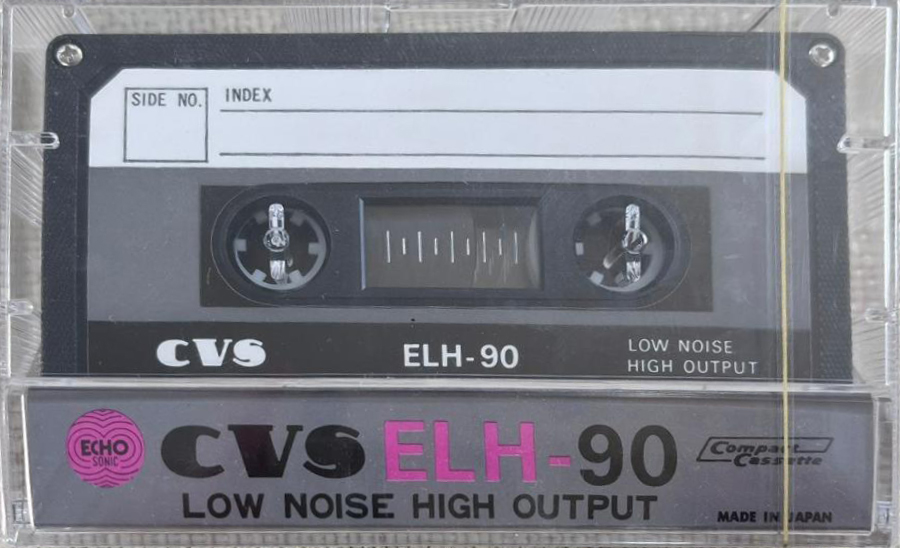 SIDE NO.
INDEX
CVS
ELH-90
LOW NOISE
HIGH OUTPUT
ECHO
SONIC
CVS ELH-90
Compact
Cassette
LOW NOISE HIGH OUTPUT
MADE IN JAPAN